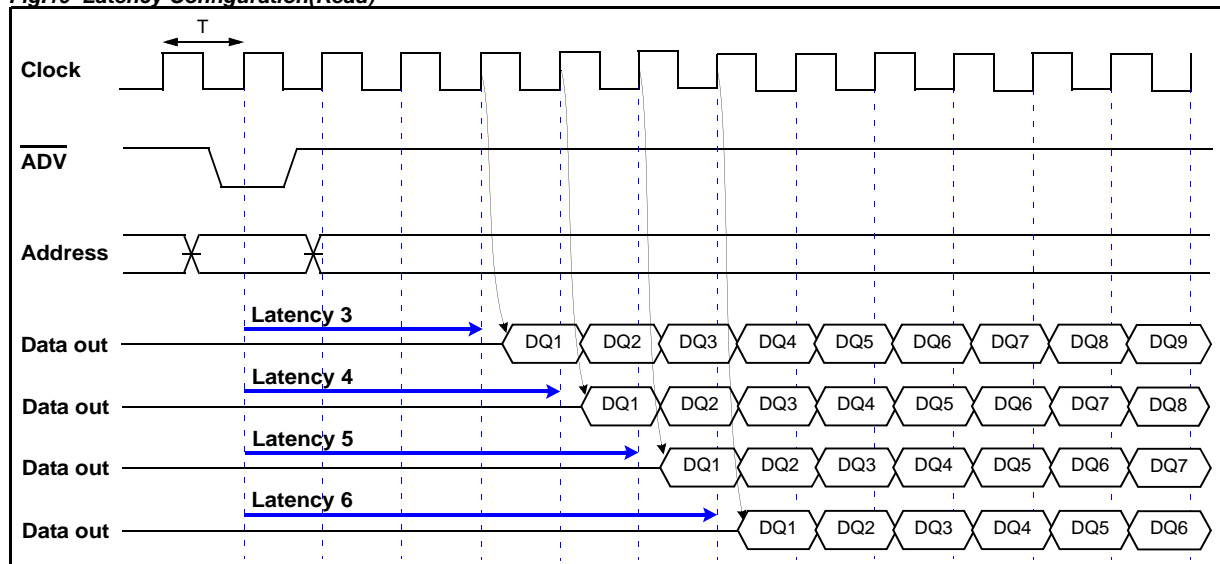 Latency Configuration(Read)
T
Clock
ADV
Address
Latency 3
Data out DQ1 DQ2 DQ3 DQ4 DQ5 DQ6 DQ7 DQ8 DQ9
Latency 4
Data out DQ1 DQ2 DQ3 DQ4 DQ5 DQ6 DQ7 DQ8
Latency 5
Data out DQ1 DQ2 DQ3 DQ4 DQ5 DQ6 DQ7
Latency 6
Data out DQ1 DQ2 DQ3 DQ4 DQ5 DQ6